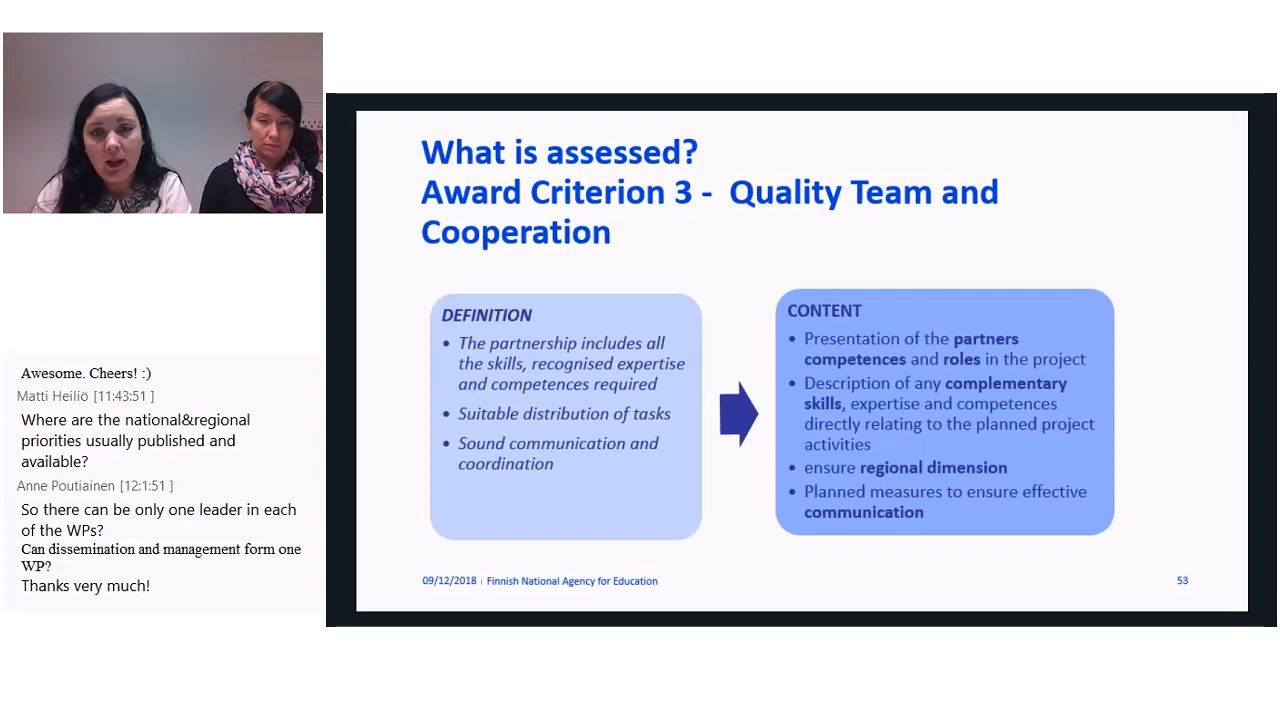 What is assessed?
Award Criterion 3 - Quality Team and
Cooperation
DEFINITION
• The partnership includes all
the skills, recognised expertise
and competences required
• Suitable distribution of tasks
• Sound communication and
coordination
CONTENT
• Presentation of the partners
competences and roles in the project
• Description of any complementary
skills, expertise and competences
directly relating to the planned project
activities
• ensure regional dimension
• Planned measures to ensure effective
communication
09/12/2018 | Finnish National Agency for Education
53
Awesome. Cheers! :)
Matti Heiliö [11:43:51 ]
Where are the national&regional
priorities usually published and
available?
Anne Poutiainen [12:1:51 ]
So there can be only one leader in each
of the WPs?
Can dissemination and management form one
WP?
Thanks very much!